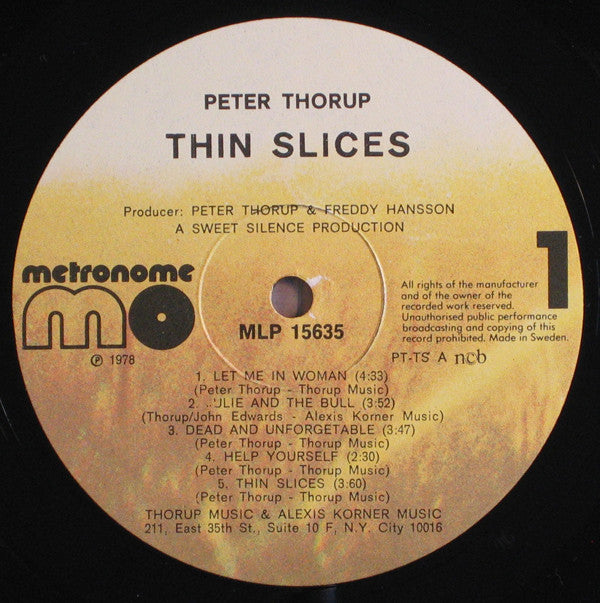 PETER THORUP
THIN SLICES
Producer: PETER THORUP & FREDDY HANSSON
A SWEET SILENCE PRODUCTION
metronome
mo
℗ 1978
MLP 15635
1
All rights of the manufacturer
and of the owner of the
recorded work reserved.
Unauthorised public performance
broadcasting and copying of this
record prohibited. Made in Sweden.
PT-TS A ncb
1. LET ME IN WOMAN (4:33)
(Peter Thorup - Thorup Music)
2. .'ULIE AND THE BULL (3:52)
(Thorup/John Edwards - Alexis Korner Music)
3. DEAD AND UNFORGETABLE (3:47)
(Peter Thorup - Thorup Music)
4. HELP YOURSELF (2:30)
(Peter Thorup - Thorup Music)
5. THIN SLICES (3:60)
(Peter Thorup - Thorup Music)
THORUP MUSIC & ALEXIS KORNER MUSIC
211, East 35th St., Suite 10 F, N.Y. City 10016